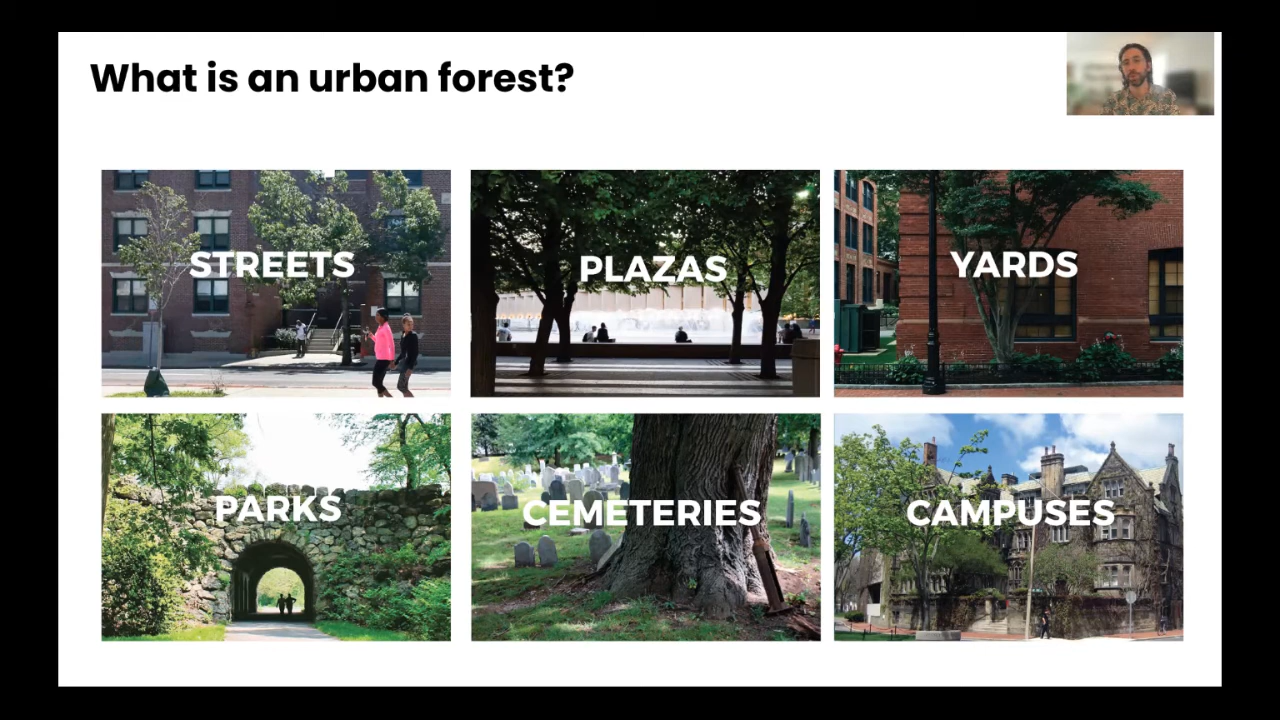 What is an urban forest?
STREETS
PLAZAS
YARDS
PARKS
CEMETERIES
CAMPUSES